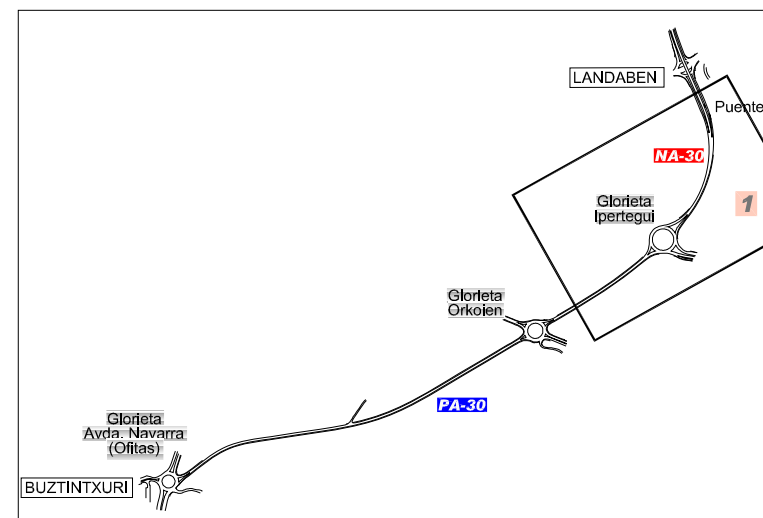 LANDABEN
Puente
NA-30
Glorieta
Ipertegui
1
Glorieta
Orkoien
PA-30
Glorieta
Avda. Navarra
(Ofitas)
BUZTINTXURI